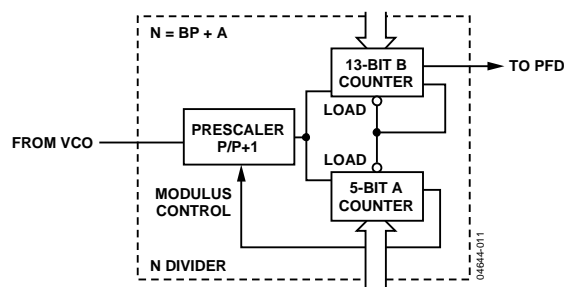 N = BP + A
13-BIT B
COUNTER
TO PFD
LOAD
PRESCALER
P/P+1
FROM VCO
LOAD
MODULUS
CONTROL
5-BIT A
COUNTER
N DIVIDER
04644-011